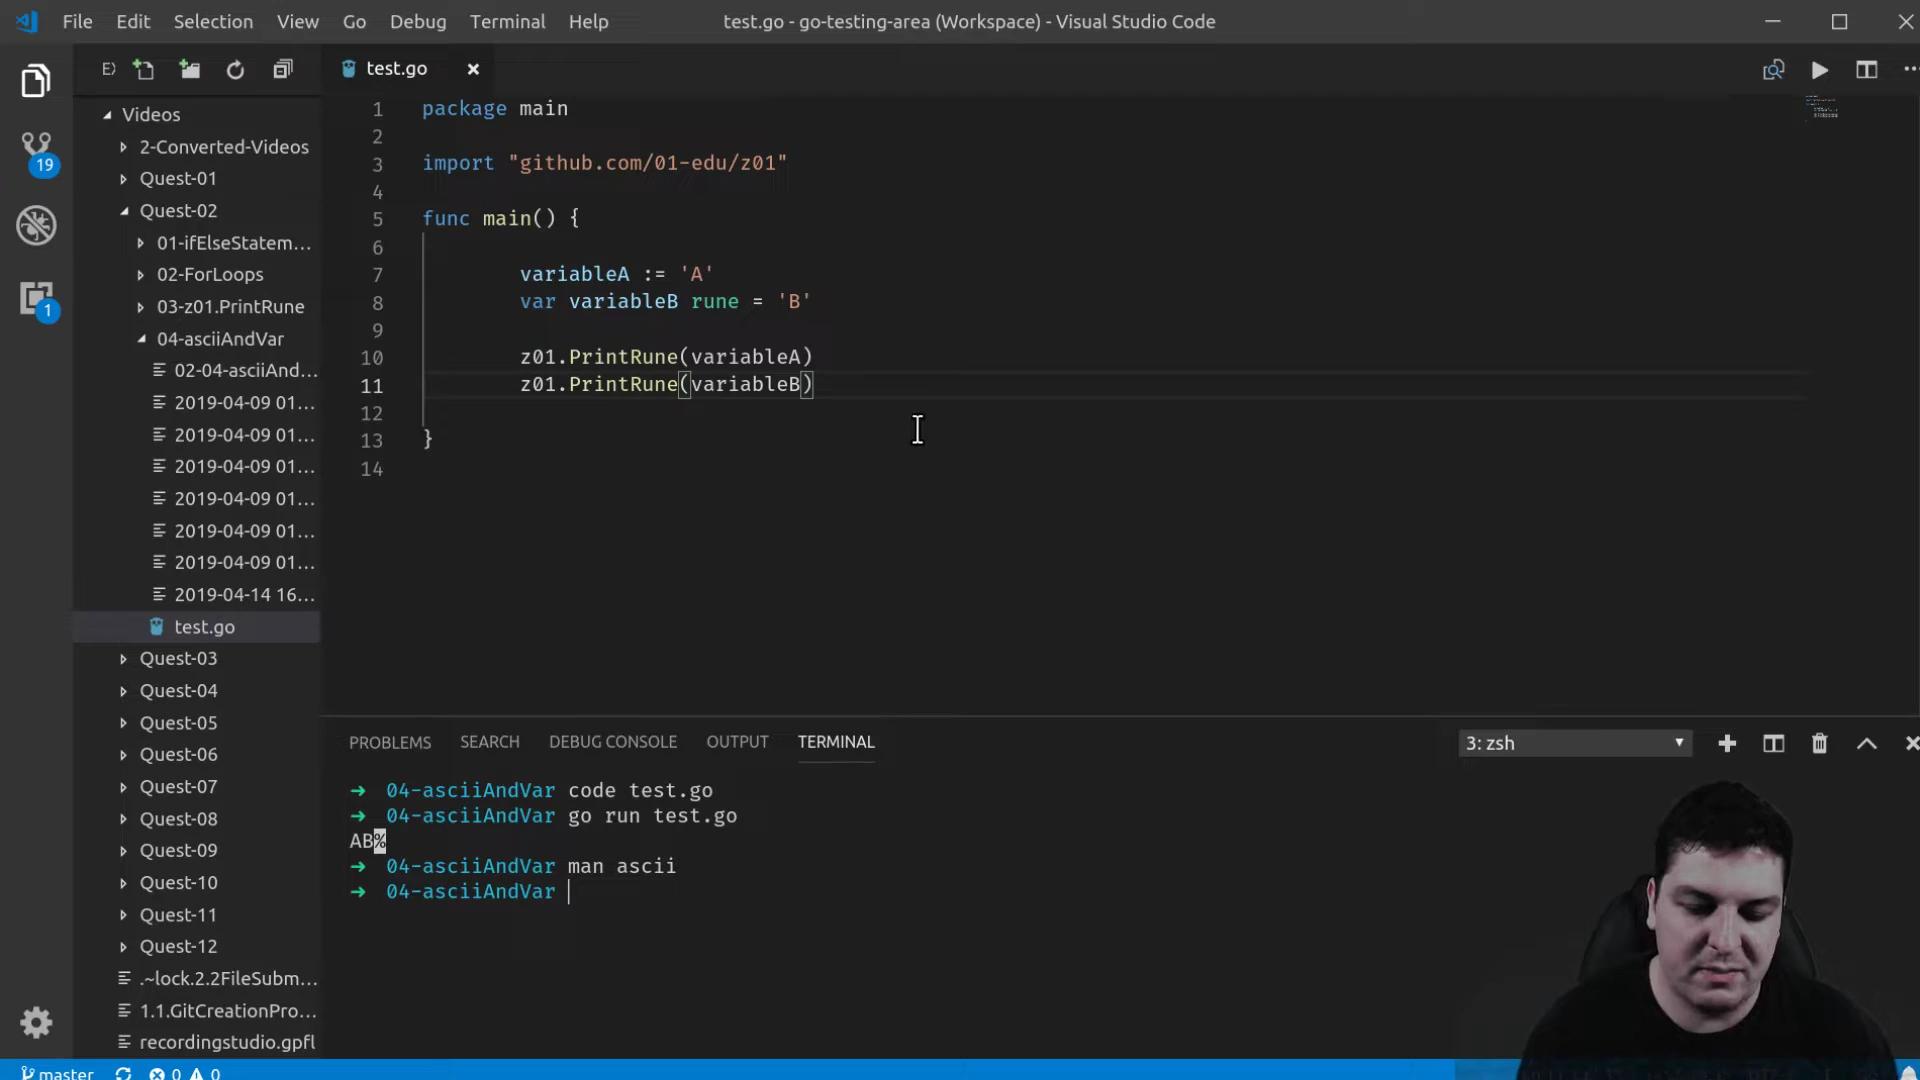 File Edit Selection View Go Debug Terminal Help
test.go - go-testing-area (Workspace) - Visual Studio Code
test.go
Videos
2-Converted-Videos
Quest-01
Quest-02
01-ifElseStatem...
02-ForLoops
03-z01.PrintRune
04-asciiAndVar
02-04-asciiAnd...
2019-04-09 01...
2019-04-09 01...
2019-04-09 01...
2019-04-09 01...
2019-04-09 01...
2019-04-09 01...
2019-04-14 16...
test.go
Quest-03
Quest-04
Quest-05
Quest-06
Quest-07
Quest-08
Quest-09
Quest-10
Quest-11
Quest-12
.~lock.2.2FileSubm...
1.1.GitCreationPro...
recordingstudio.gpfl
19
1
1 package main
2
3 import "github.com/01-edu/z01"
4
5 func main() {
6
7 variableA := 'A'
8 var variableB rune = 'B'
9
10 z01.PrintRune(variableA)
11 z01.PrintRune(variableB)
12
13 }
14
PROBLEMS SEARCH DEBUG CONSOLE OUTPUT TERMINAL
3: zsh
→ 04-asciiAndVar code test.go
→ 04-asciiAndVar go run test.go
AB%
→ 04-asciiAndVar man ascii
→ 04-asciiAndVar
master 0 0